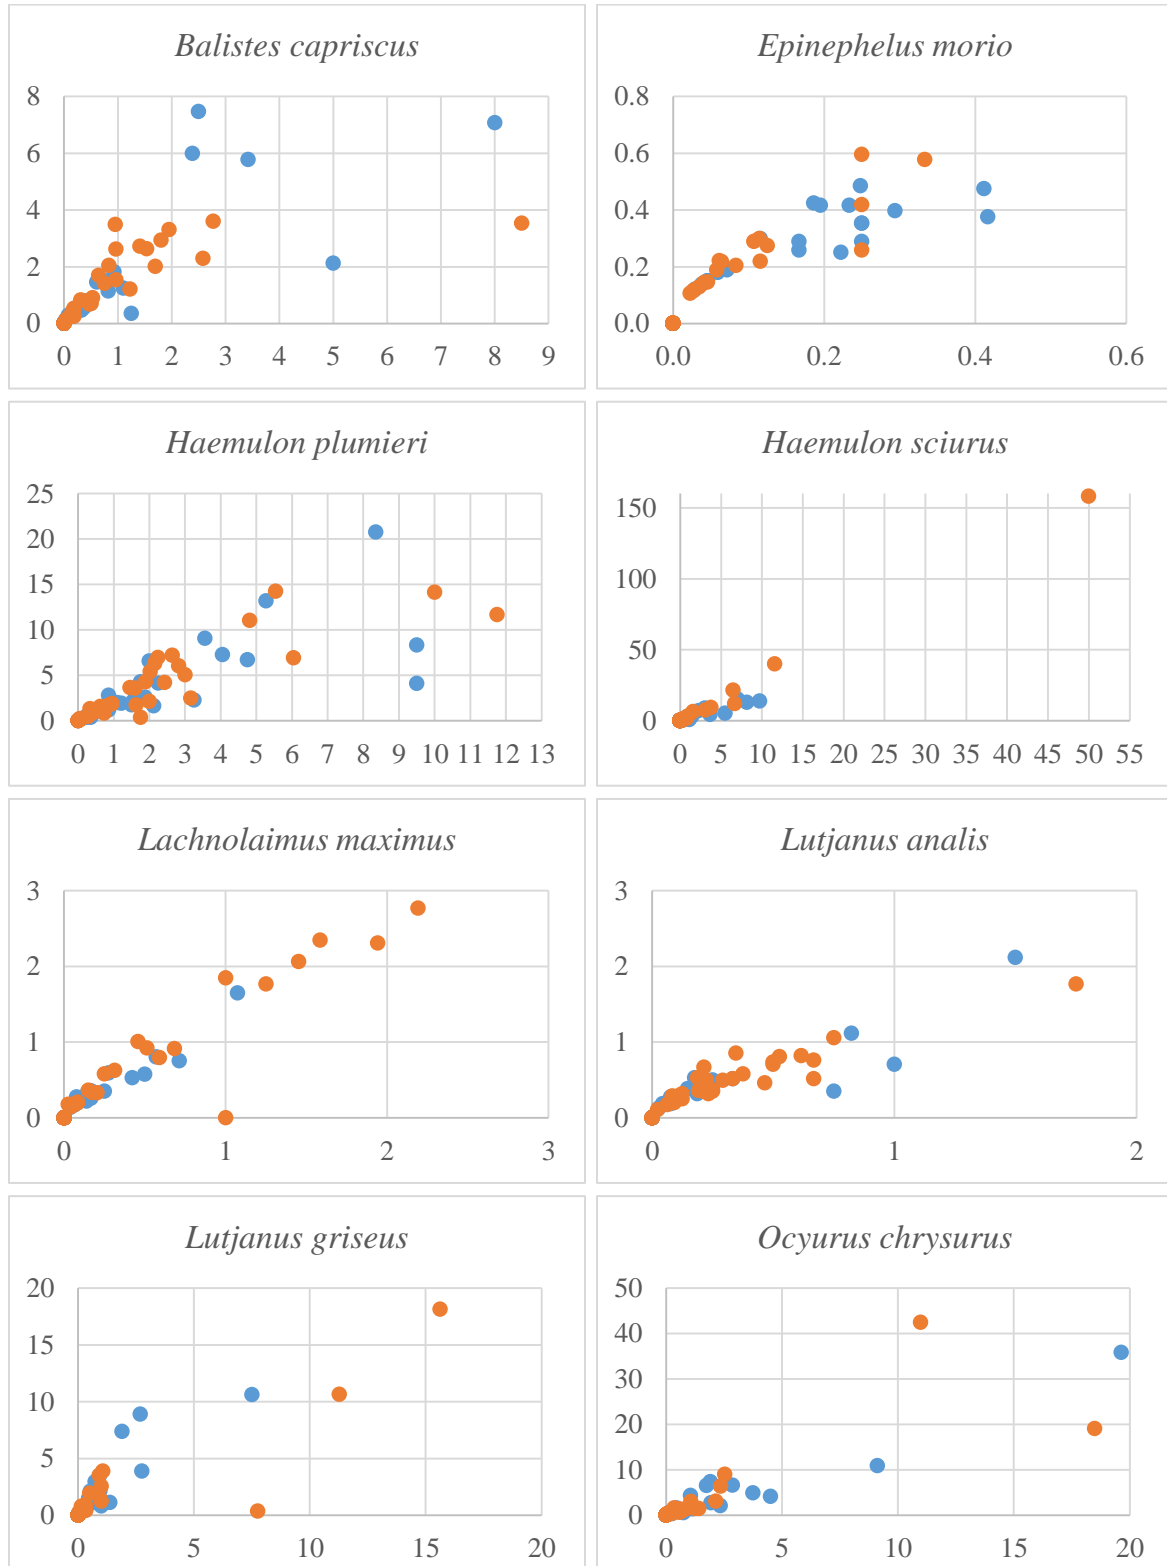 Balistes capriscus
8
6
4
2
0
0 1 2 3 4 5 6 7 8 9
Epinephelus morio
0.8
0.6
0.4
0.2
0.0
0.0 0.2 0.4 0.6
Haemulon plumieri
25
20
15
10
5
0
0 1 2 3 4 5 6 7 8 9 10 11 12 13
Haemulon sciurus
150
100
50
0
0 5 10 15 20 25 30 35 40 45 50 55
Lachnolaimus maximus
3
2
1
0
0 1 2 3
Lutjanus analis
3
2
1
0
0 1 2
Lutjanus griseus
20
15
10
5
0
0 5 10 15 20
Ocyurus chrysurus
50
40
30
20
10
0
0 5 10 15 20